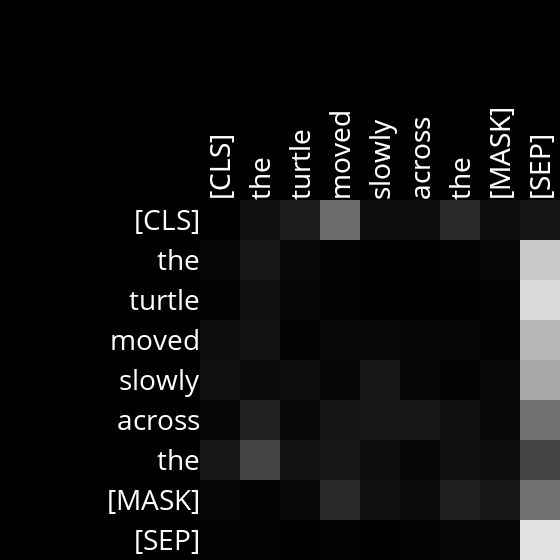 [CLS] the turtle moved slowly across the [MASK] [SEP]
[CLS]
the
turtle
moved
slowly
across
the
[MASK]
[SEP]